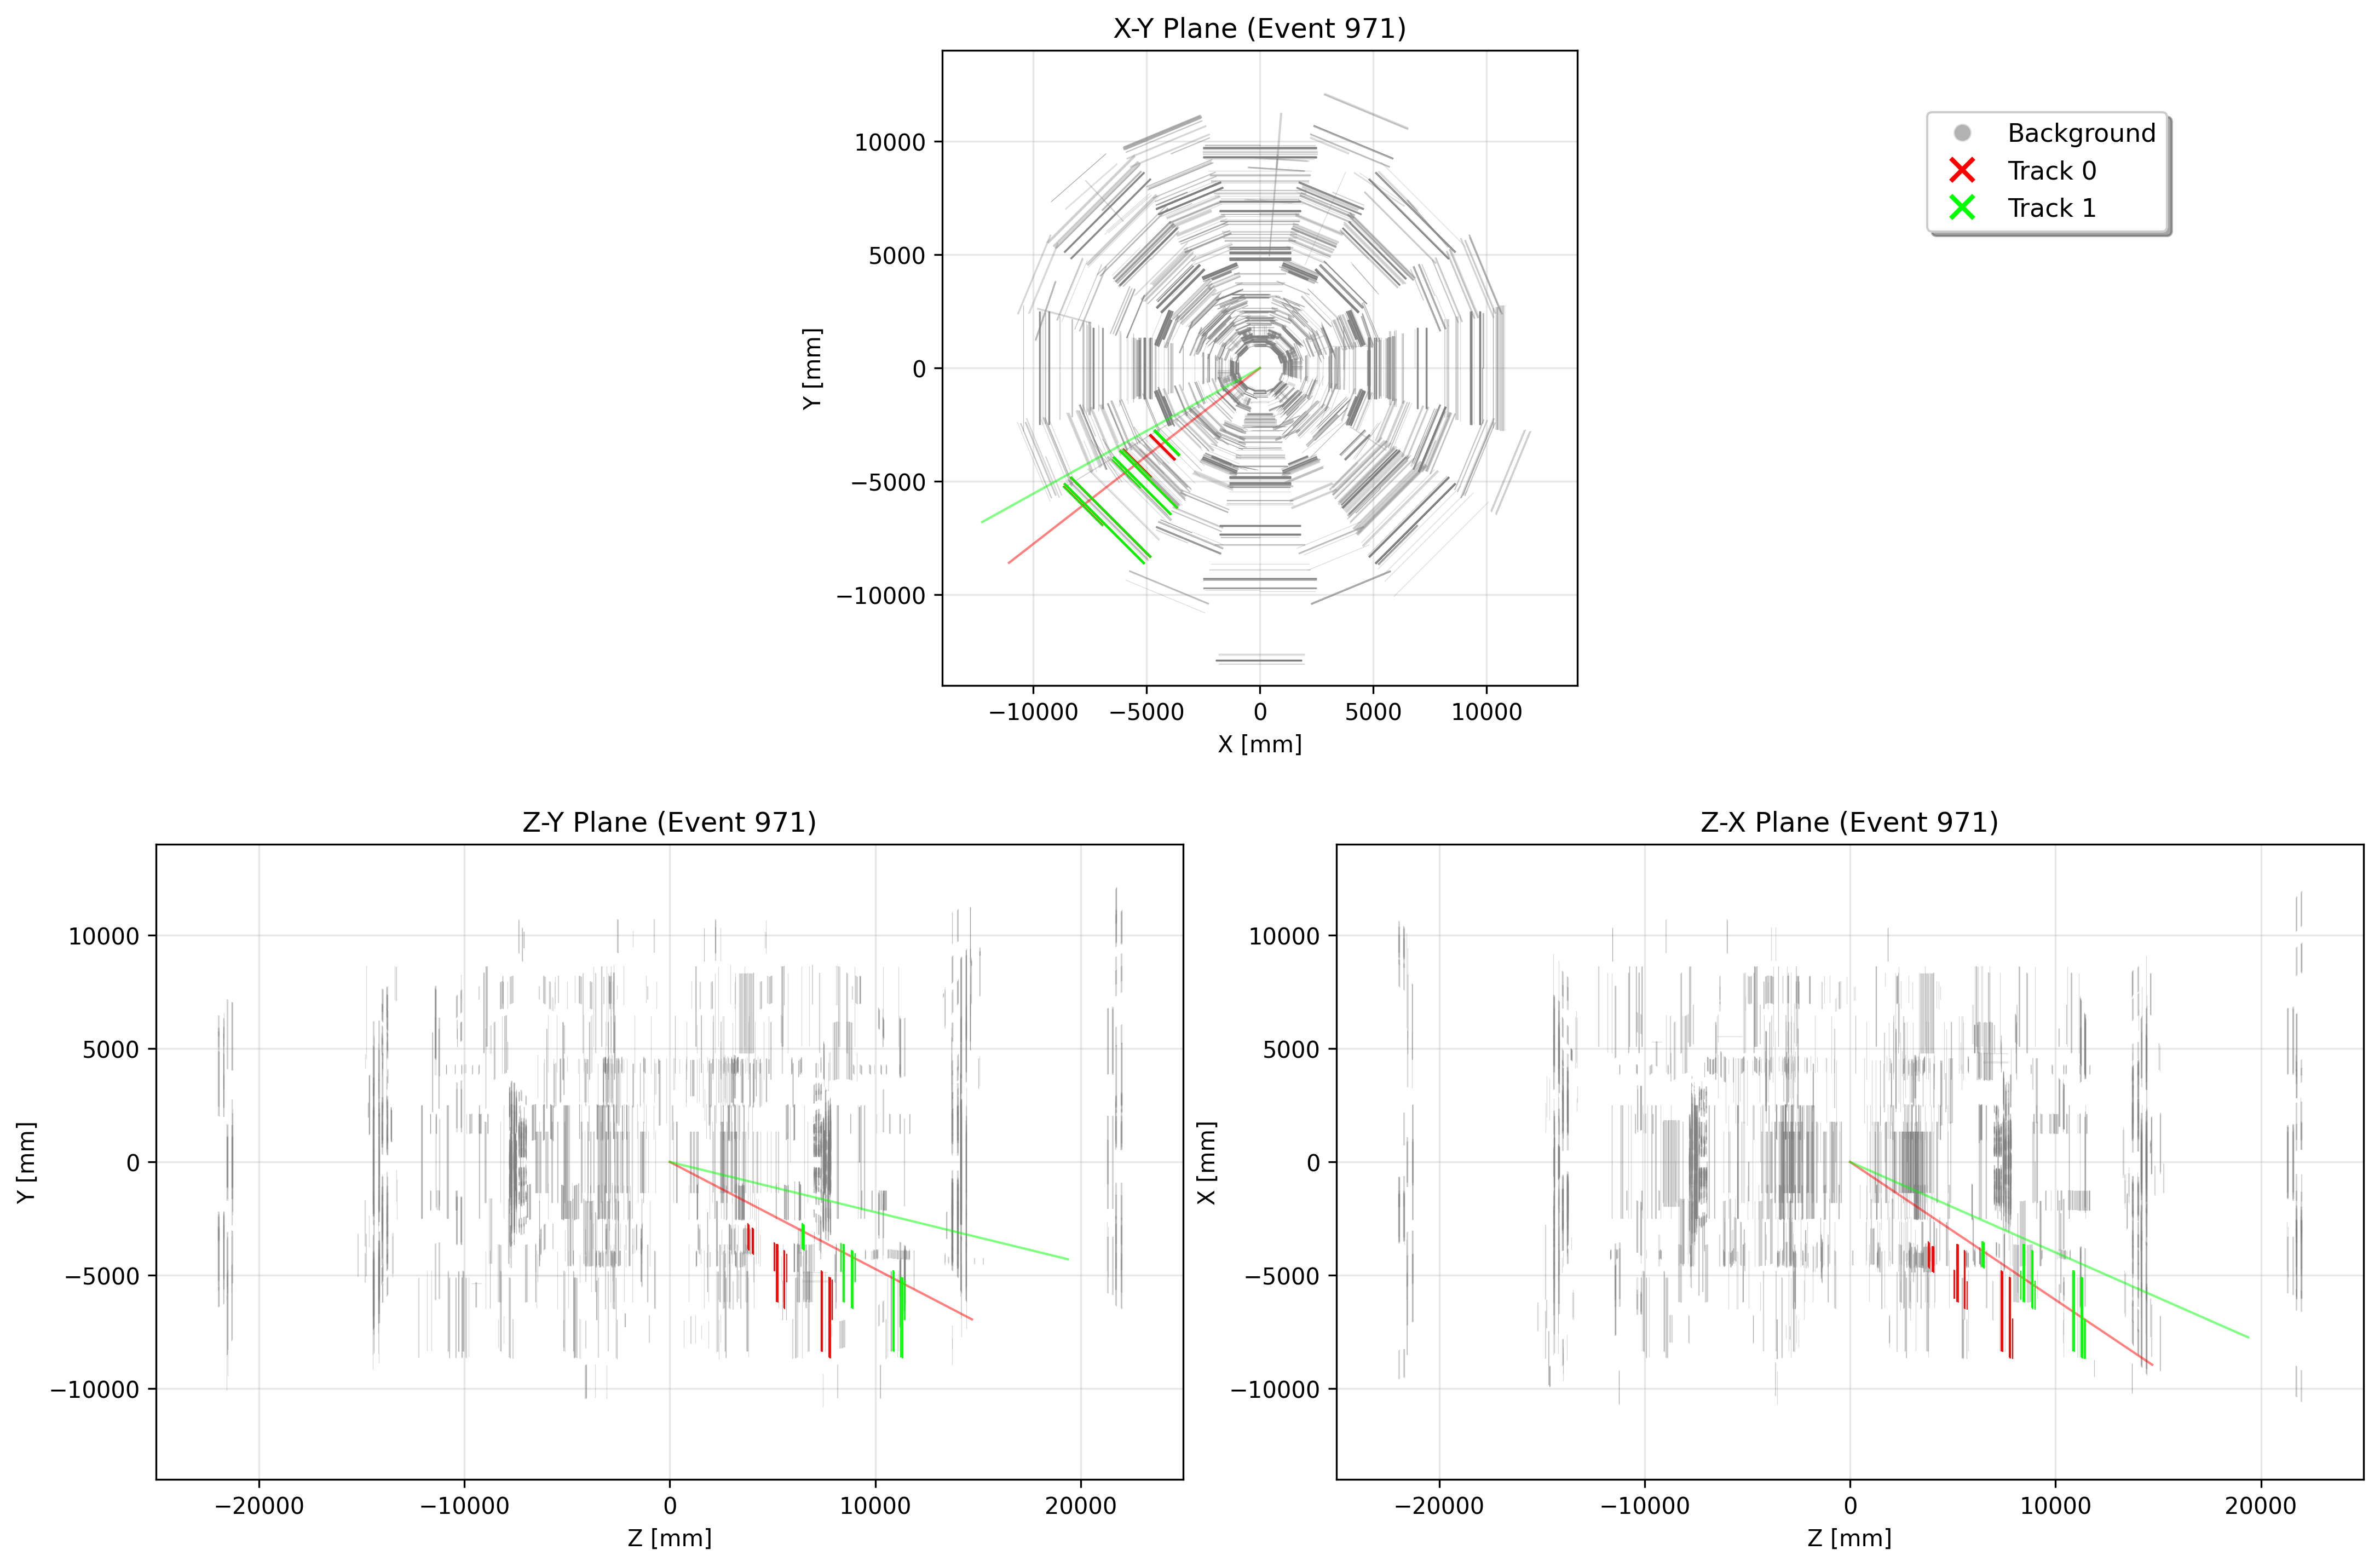 X-Y Plane (Event 971)
Y [mm]
10000
5000
0
−5000
−10000
−10000 −5000 0 5000 10000
X [mm]
Background
Track 0
Track 1
Z-Y Plane (Event 971)
Y [mm]
10000
5000
0
−5000
−10000
−20000 −10000 0 10000 20000
Z [mm]
Z-X Plane (Event 971)
X [mm]
10000
5000
0
−5000
−10000
−20000 −10000 0 10000 20000
Z [mm]